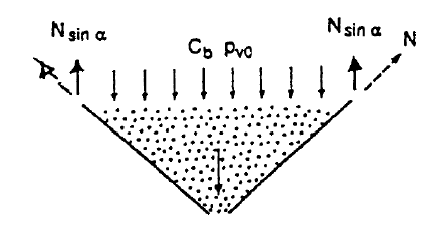 N sin α
C_b p_v0
N sin α
N